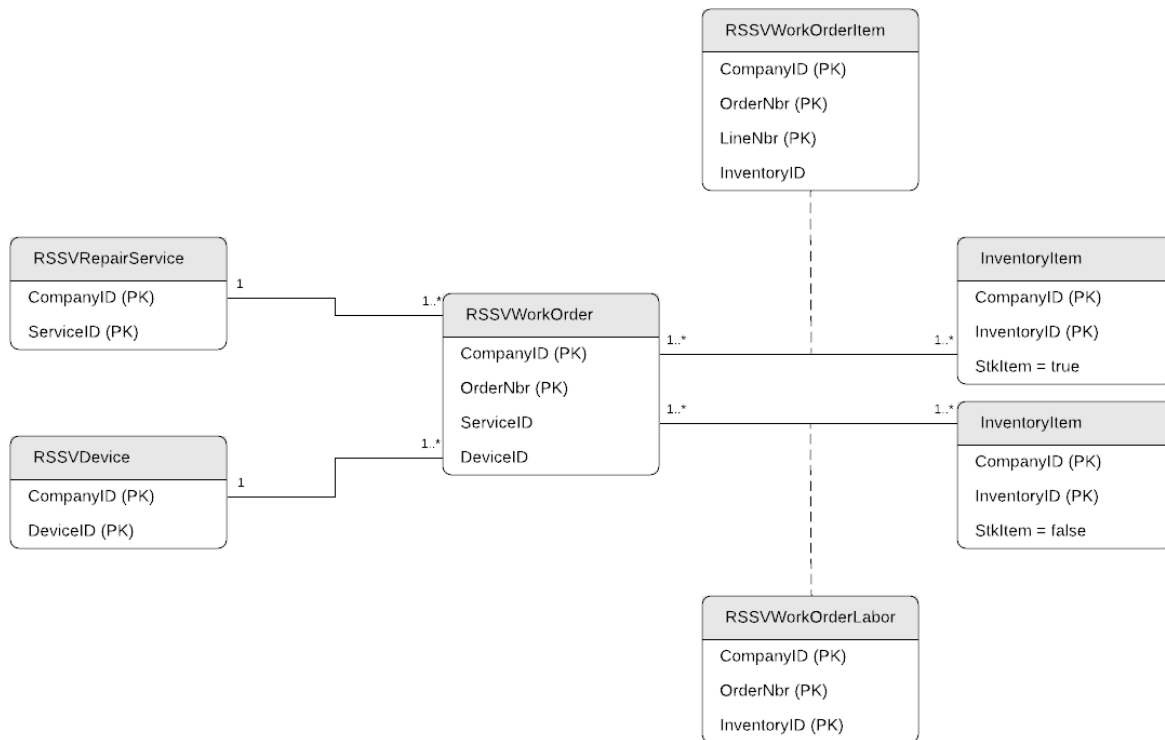 RSSVWorkOrderItem
CompanyID (PK)
OrderNbr (PK)
LineNbr (PK)
InventoryID
RSSVRepairService
CompanyID (PK)
ServiceID (PK)
1
1..*
RSSVDevice
CompanyID (PK)
DeviceID (PK)
1
1..*
RSSVWorkOrder
CompanyID (PK)
OrderNbr (PK)
ServiceID
DeviceID
1..*
1..*
InventoryItem
CompanyID (PK)
InventoryID (PK)
StkItem = true
1..*
1..*
InventoryItem
CompanyID (PK)
InventoryID (PK)
StkItem = false
RSSVWorkOrderLabor
CompanyID (PK)
OrderNbr (PK)
InventoryID (PK)